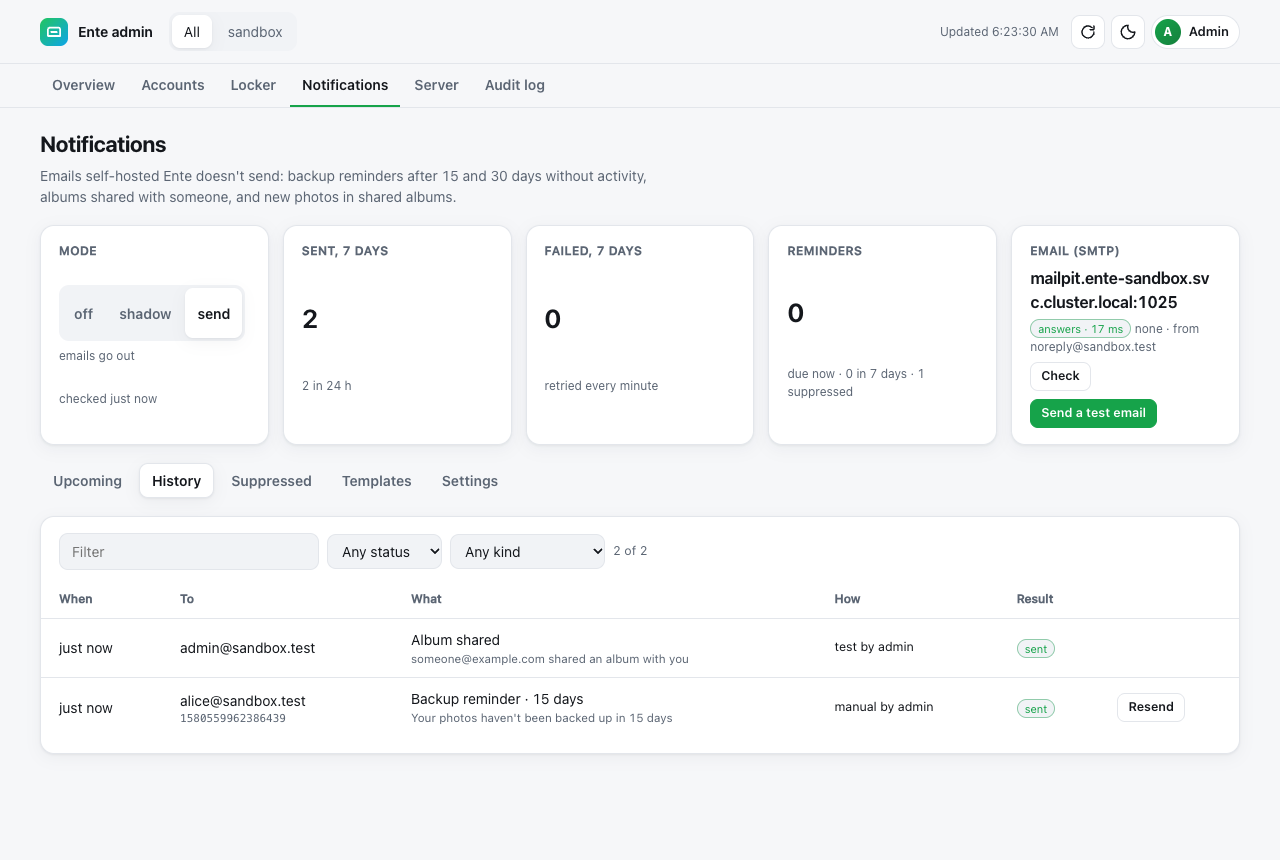 Ente admin
All
sandbox
Updated 6:23:30 AM
A
Admin
Overview
Accounts
Locker
Notifications
Server
Audit log
Notifications
Emails self-hosted Ente doesn't send: backup reminders after 15 and 30 days without activity,
albums shared with someone, and new photos in shared albums.
MODE
off
shadow
send
emails go out
checked just now
SENT, 7 DAYS
2
2 in 24 h
FAILED, 7 DAYS
0
retried every minute
REMINDERS
0
due now · 0 in 7 days · 1
suppressed
EMAIL (SMTP)
mailpit.ente-sandbox.sv
c.cluster.local:1025
answers · 17 ms none · from
noreply@sandbox.test
Check
Send a test email
Upcoming
History
Suppressed
Templates
Settings
Filter
Any status
Any kind
2 of 2
When
To
What
How
Result
just now
admin@sandbox.test
Album shared
someone@example.com shared an album with you
test by admin
sent
just now
alice@sandbox.test
1580559962386439
Backup reminder · 15 days
Your photos haven't been backed up in 15 days
manual by admin
sent
Resend